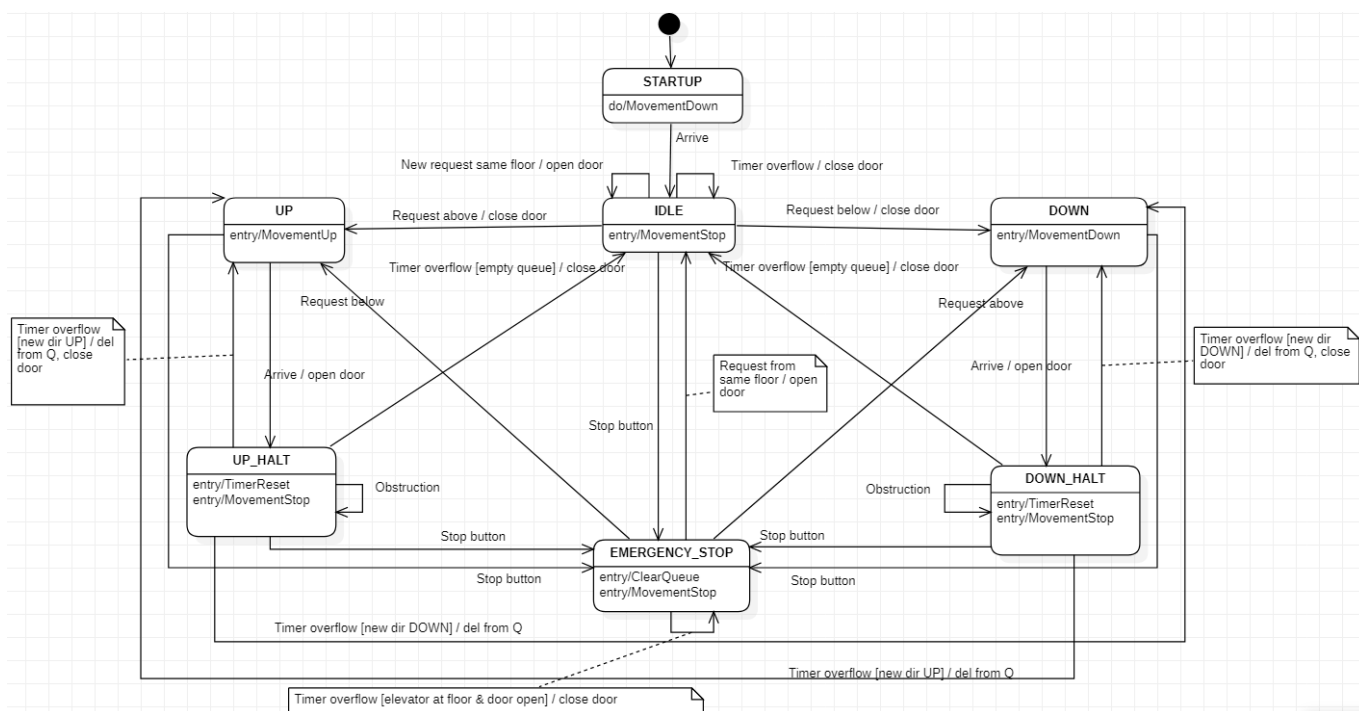 STARTUP
do/MovementDown
Arrive
New request same floor / open door
Timer overflow / close door
UP
entry/MovementUp
Request above / close door
IDLE
entry/MovementStop
Request below / close door
DOWN
entry/MovementDown
Timer overflow [empty queue] / close door
Timer overflow [empty queue] / close door
Request below
Request above
Timer overflow
[new dir UP] / del
from Q, close
door
Arrive / open door
Request from
same floor / open
door
Arrive / open door
Timer overflow [new dir
DOWN] / del from Q, close
door
Stop button
UP_HALT
entry/TimerReset
entry/MovementStop
Obstruction
Obstruction
DOWN_HALT
entry/TimerReset
entry/MovementStop
Stop button
Stop button
EMERGENCY_STOP
entry/ClearQueue
entry/MovementStop
Stop button
Stop button
Timer overflow [new dir DOWN] / del from Q
Timer overflow [new dir UP] / del from Q
Timer overflow [elevator at floor & door open] / close door